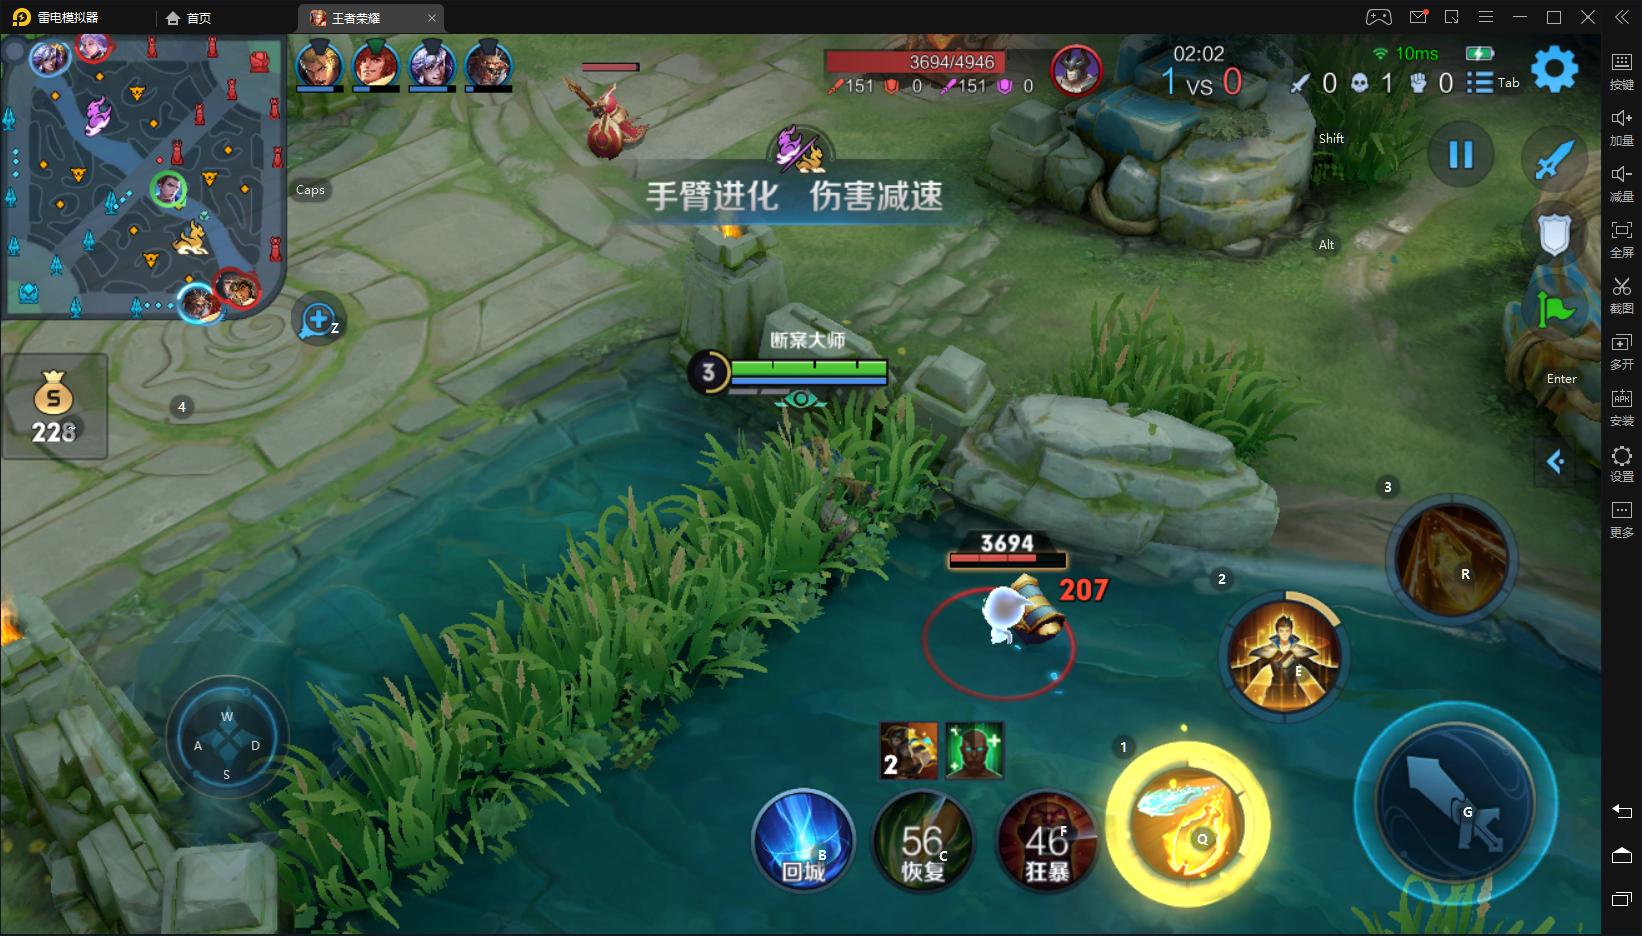 雷电模拟器
首页
王者荣耀
3694/4946
151 0 151 0
02:02
1 VS 0
10ms
0 1 0
Tab
Shift
Caps
手臂进化 伤害减速
Alt
Z
断案大师
3
228
4
Enter
3
3694
207
2
R
E
W
A
D
S
2
1
B
回城
56
C
恢复
46
F
狂暴
Q
G
按键
加量
减量
全屏
截图
多开
APK
安装
设置
更多